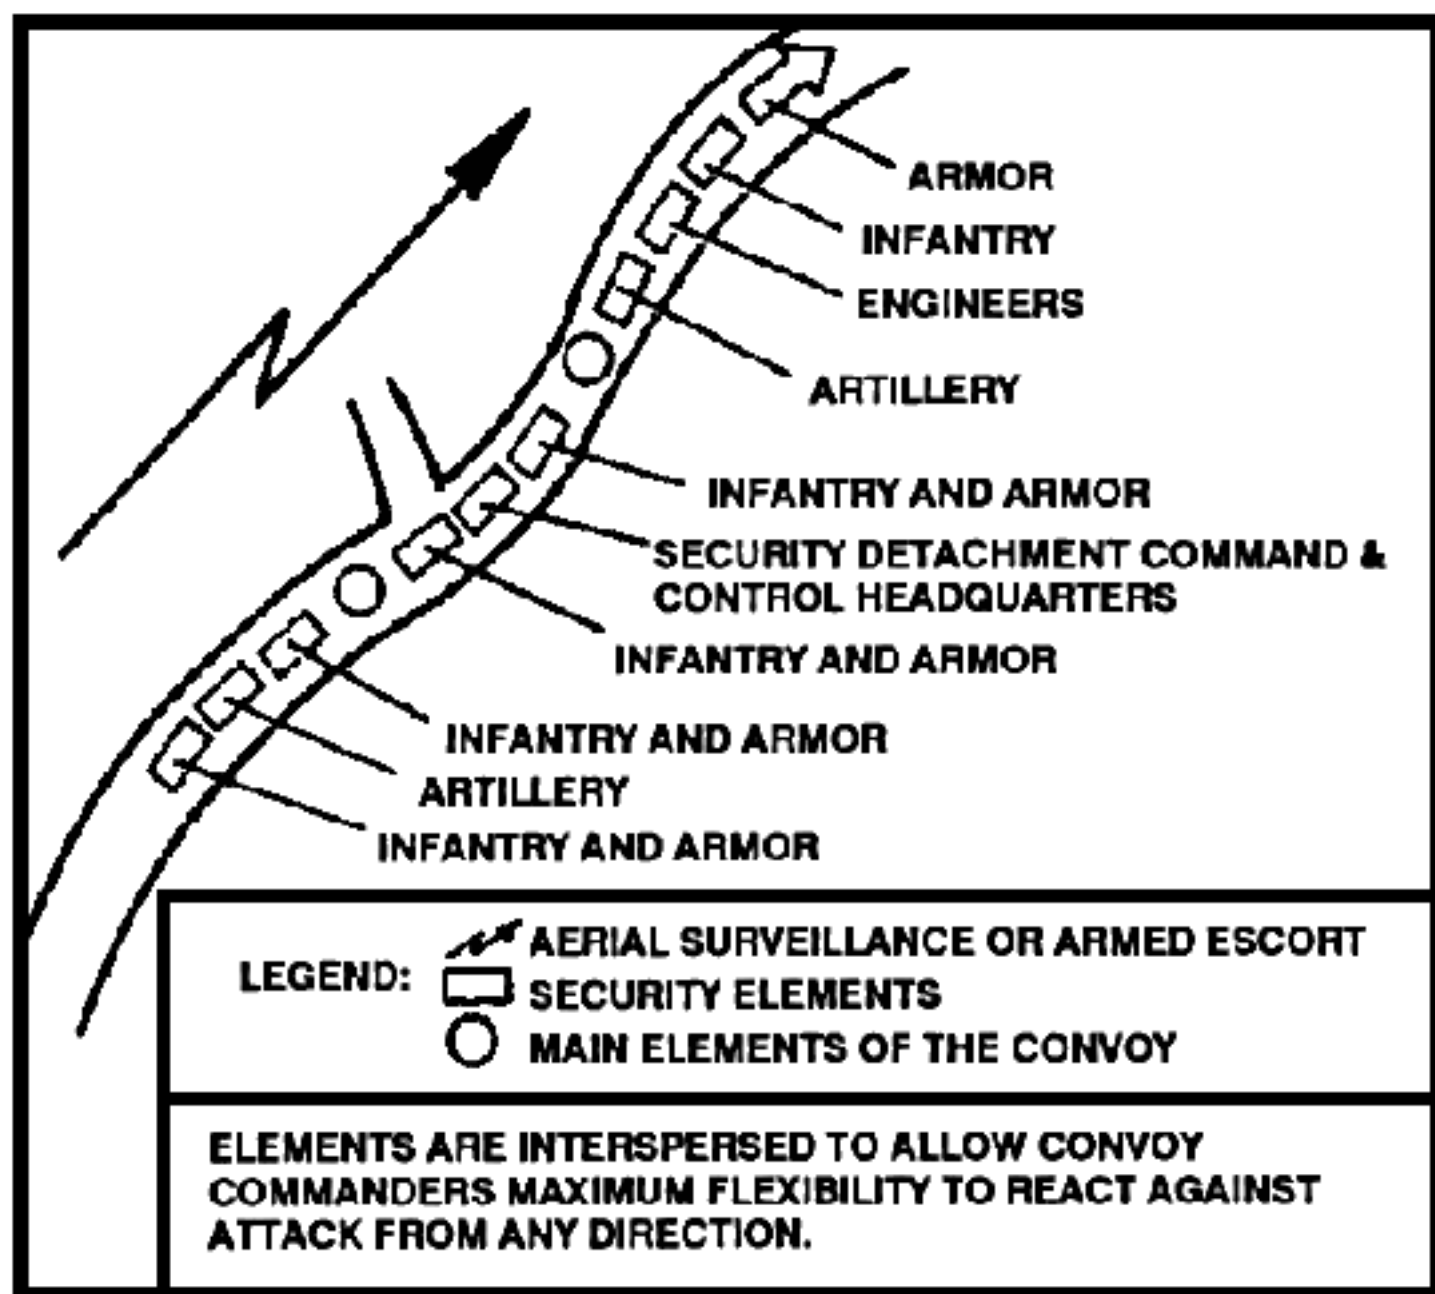 ARMOR
INFANTRY
ENGINEERS
ARTILLERY
INFANTRY AND ARMOR
SECURITY DETACHMENT COMMAND &
CONTROL HEADQUARTERS
INFANTRY AND ARMOR
INFANTRY AND ARMOR
ARTILLERY
INFANTRY AND ARMOR
LEGEND:
AERIAL SURVEILLANCE OR ARMED ESCORT
SECURITY ELEMENTS
MAIN ELEMENTS OF THE CONVOY
ELEMENTS ARE INTERSPERSED TO ALLOW CONVOY
COMMANDERS MAXIMUM FLEXIBILITY TO REACT AGAINST
ATTACK FROM ANY DIRECTION.